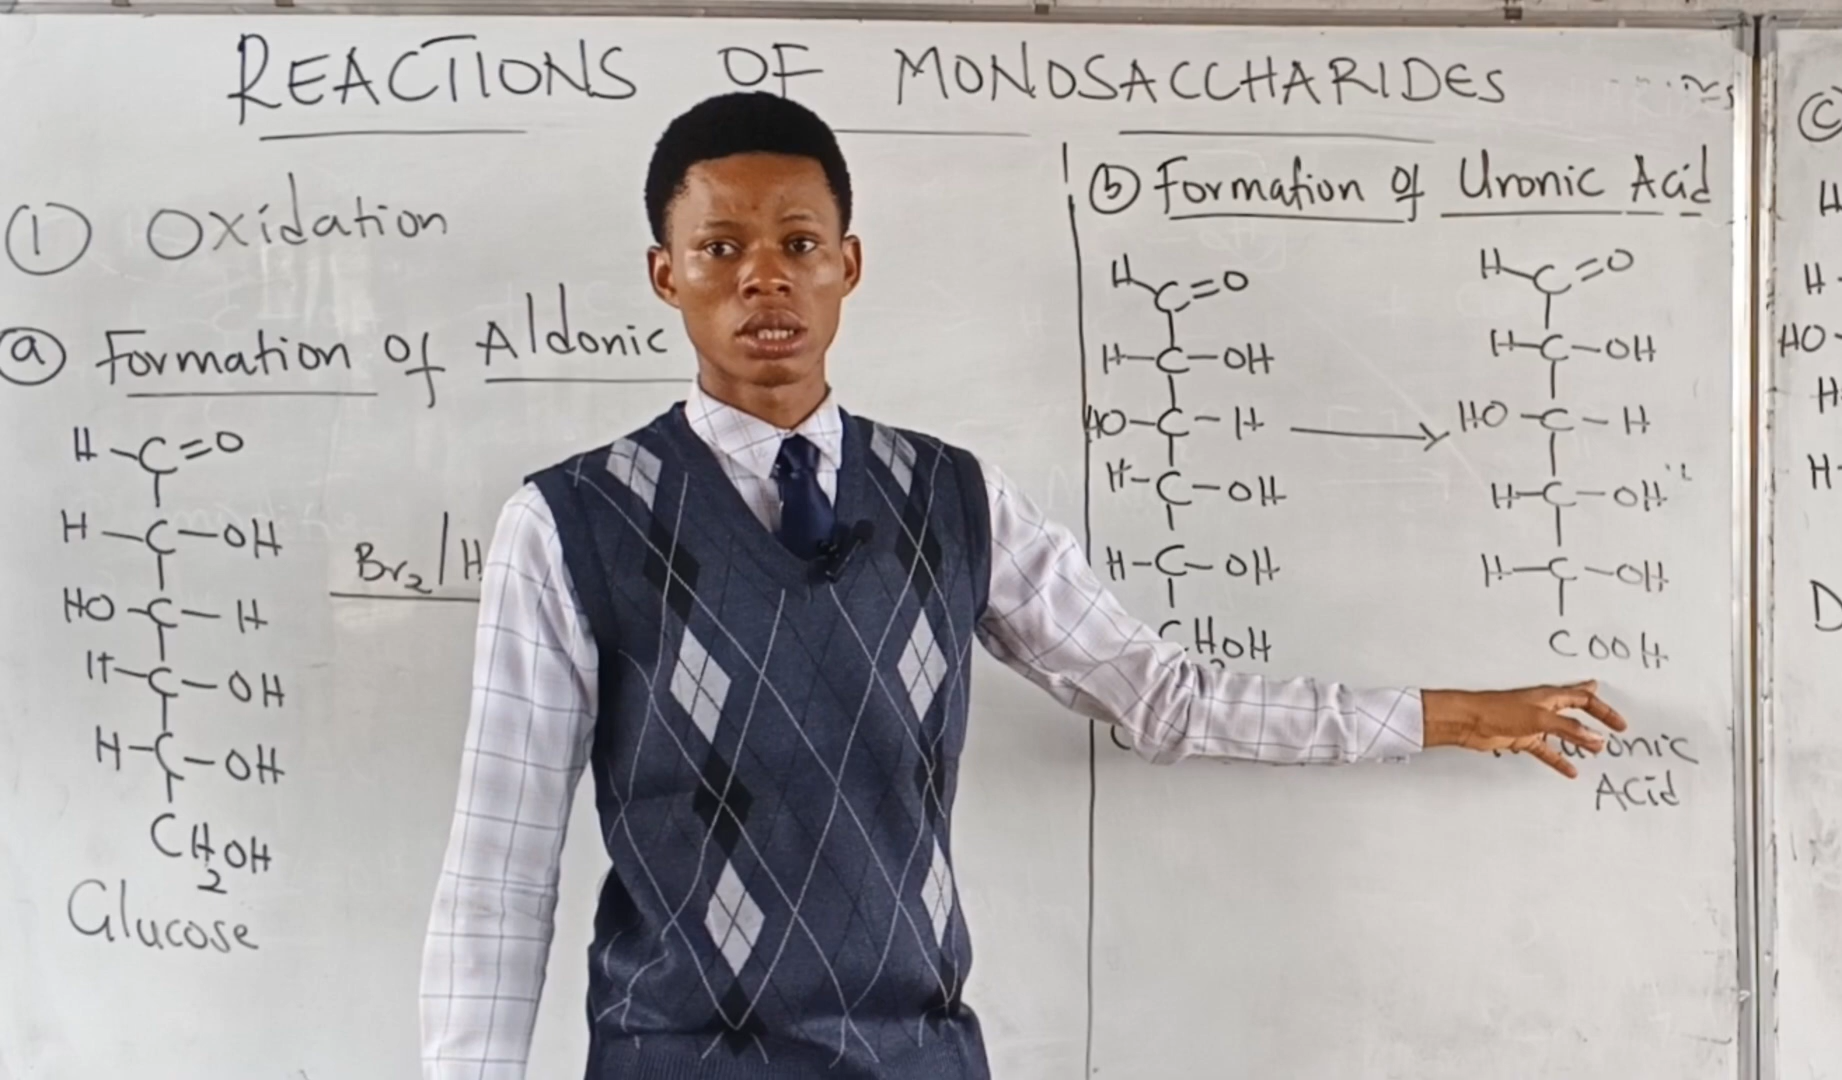 REACTIONS OF MONOSACCHARIDES
① Oxidation
ⓐ Formation of Aldonic
H-C=O
H-C-OH
HO-C-H
H-C-OH
H-C-OH
CH₂OH
Glucose
Br₂/H
ⓑ Formation of Uronic Acid
H-C=O
H-C-OH
HO-C-H
H-C-OH
H-C-OH
CH₂OH
→
H-C=O
H-C-OH
HO-C-H
H-C-OH
H-C-OH
COOH
Acid
Ⓒ
H
H-
HO-
H-
H-
D